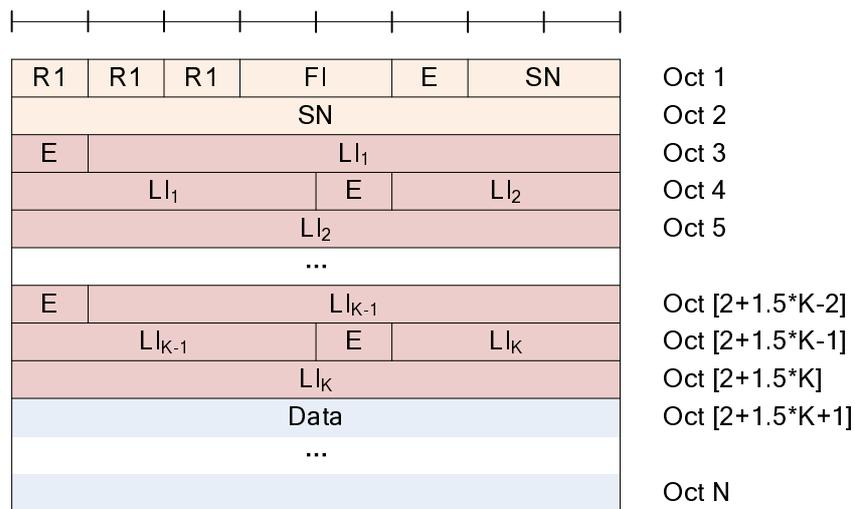 R1 R1 R1 FI E SN Oct 1
SN Oct 2
E LI₁ Oct 3
LI₁ E LI₂ Oct 4
LI₂ Oct 5
...
E LIK-1 Oct [2+1.5*K-2]
LIK-1 E LIK Oct [2+1.5*K-1]
LIK Oct [2+1.5*K]
Data Oct [2+1.5*K+1]
...
Oct N